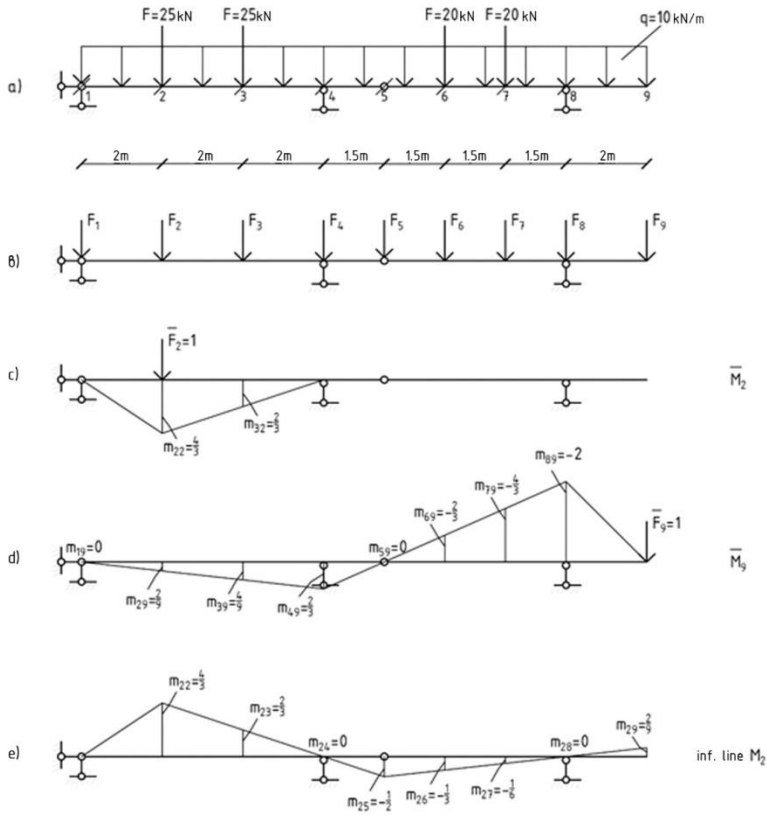 F=25kN F=25kN F=20kN F=20 kN q=10 kN/m
a)
1 2 3 4 5 6 7 8 9
2m 2m 2m 1.5m 1.5m 1.5m 1.5m 2m
F₁ F₂ F₃ F₄ F₅ F₆ F₇ F₈ F₉
в)
F̅₂=1
c)
M̅₂
m₃₂=2/3
m₂₂=4/3
m₈₉=-2
m₇₉=-4/3
m₆₉=-2/3
F̅₉=1
m₁₉=0 m₅₉=0
d)
M̅₉
m₂₉=2/9 m₃₉=4/9 m₄₉=2/3
m₂₂=4/3
m₂₃=2/3
m₂₉=2/9
m₂₄=0 m₂₈=0
e)
inf. line M₂
m₂₅=-1/2 m₂₆=-1/3 m₂₇=-1/6